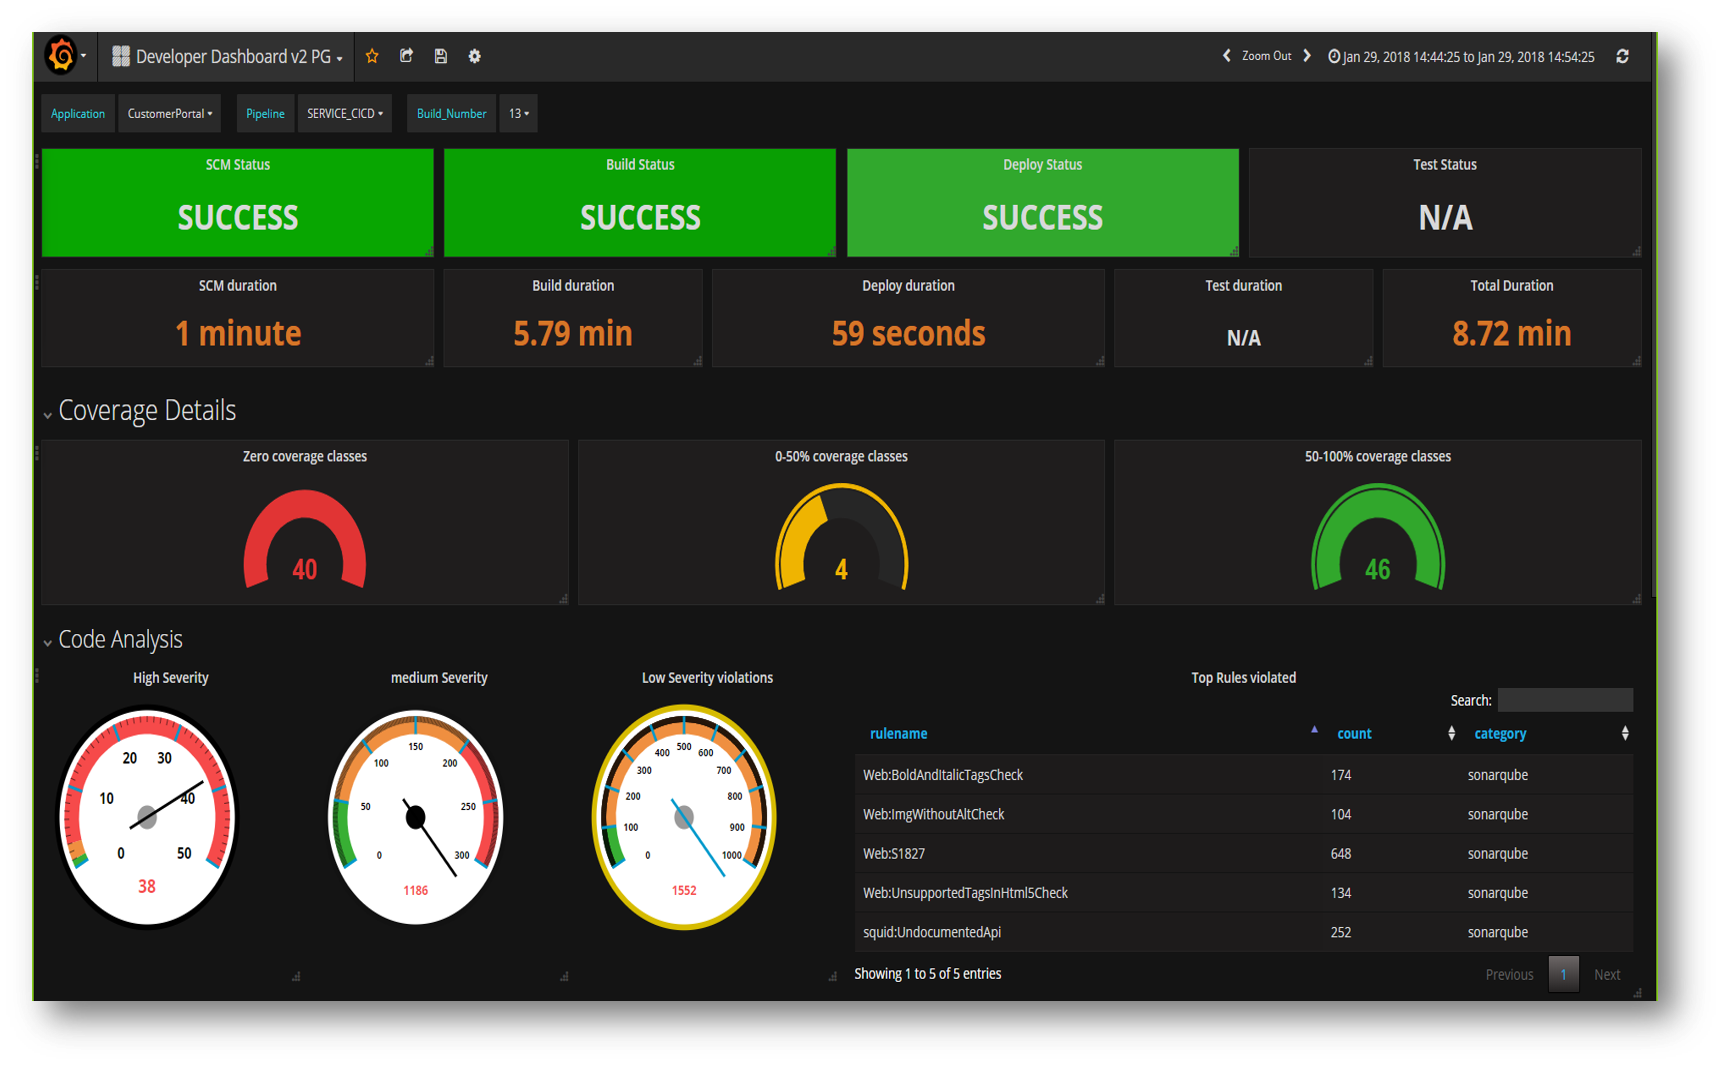 Developer Dashboard v2 PG
Zoom Out
Jan 29, 2018 14:44:25 to Jan 29, 2018 14:54:25
Application CustomerPortal Pipeline SERVICE_CICD Build_Number 13
SCM Status
SUCCESS
Build Status
SUCCESS
Deploy Status
SUCCESS
Test Status
N/A
SCM duration
1 minute
Build duration
5.79 min
Deploy duration
59 seconds
Test duration
N/A
Total Duration
8.72 min
Coverage Details
Zero coverage classes
40
0-50% coverage classes
4
50-100% coverage classes
46
Code Analysis
High Severity
0 10 20 30 40 50
38
medium Severity
0 50 100 150 200 250 300
1186
Low Severity violations
0 100 200 300 400 500 600 700 800 900 1000
1552
Top Rules violated
Search:
rulename count category
Web:BoldAndItalicTagsCheck 174 sonarqube
Web:ImgWithoutAltCheck 104 sonarqube
Web:S1827 648 sonarqube
Web:UnsupportedTagsInHtml5Check 134 sonarqube
squid:UndocumentedApi 252 sonarqube
Showing 1 to 5 of 5 entries
Previous 1 Next